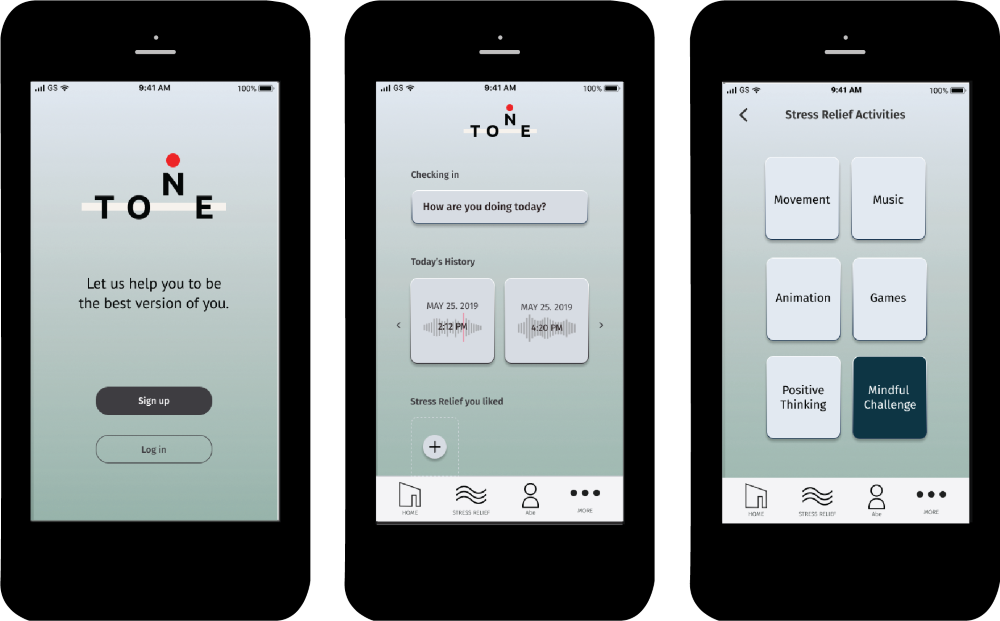 GS 9:41 AM 100%
TONE
Let us help you to be
the best version of you.
Sign up
Log in
GS 9:41 AM 100%
TONE
Checking in
How are you doing today?
Today's History
MAY 25. 2019
2:12 PM
MAY 25. 2019
4:20 PM
Stress Relief you liked
HOME STRESS RELIEF MORE
GS 9:41 AM 100%
Stress Relief Activities
Movement Music
Animation Games
Positive
Thinking
Mindful
Challenge
HOME STRESS RELIEF MORE